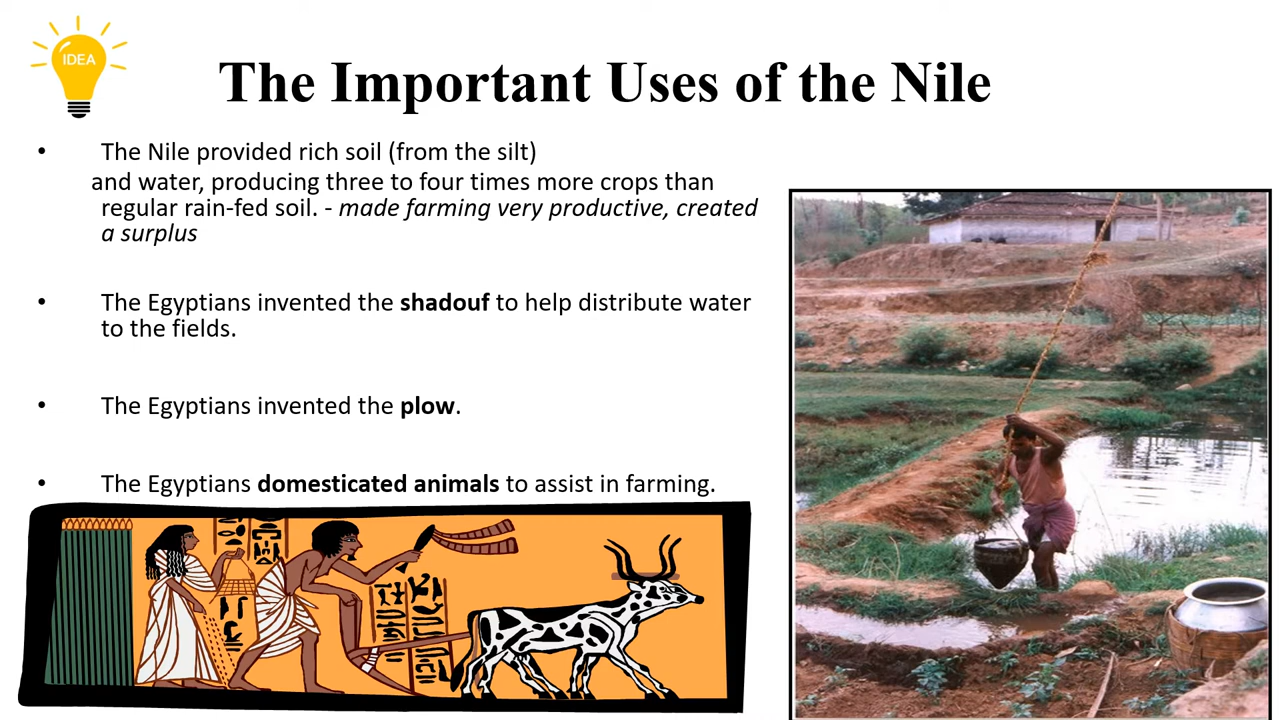 IDEA
The Important Uses of the Nile
• The Nile provided rich soil (from the silt)
and water, producing three to four times more crops than
regular rain-fed soil. - made farming very productive, created
a surplus
• The Egyptians invented the shadouf to help distribute water
to the fields.
• The Egyptians invented the plow.
• The Egyptians domesticated animals to assist in farming.